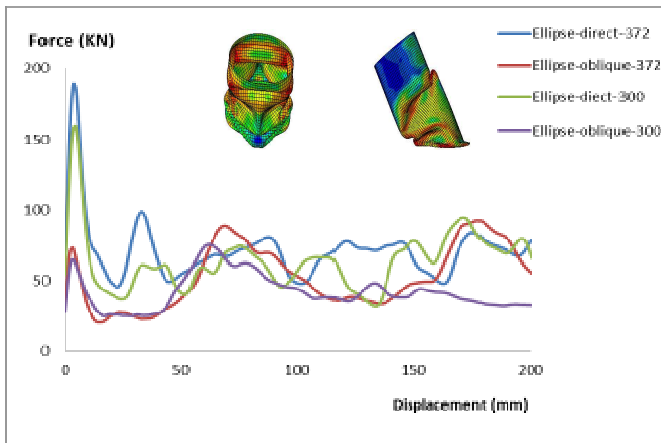 Force (KN)
200
150
100
50
0
0
50
100
150
200
Displacement (mm)
Ellipse-direct-372
Ellipse-oblique-372
Ellipse-diect-300
Ellipse-oblique-300